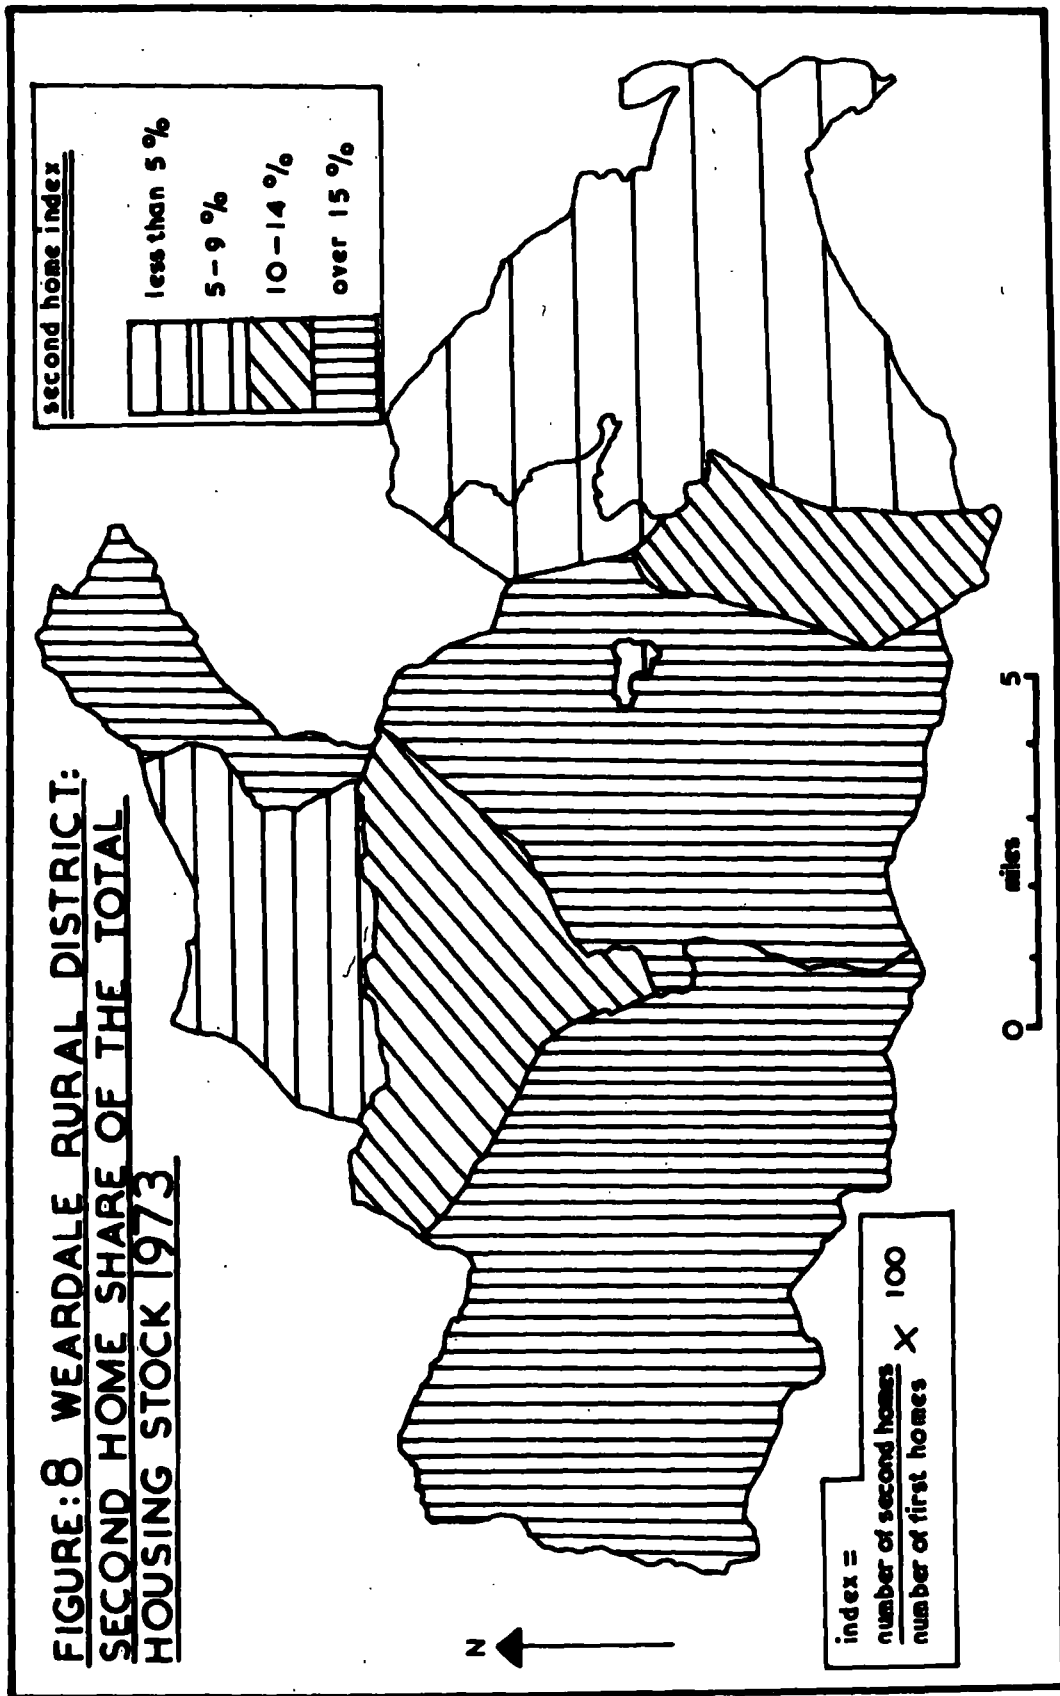 FIGURE:8 WEARDALE RURAL DISTRICT:
SECOND HOME SHARE OF THE TOTAL
HOUSING STOCK 1973
second home index
less than 5%
5-9%
10-14%
over 15%
N
index =
number of second homes
number of first homes
X 100
0
miles
5